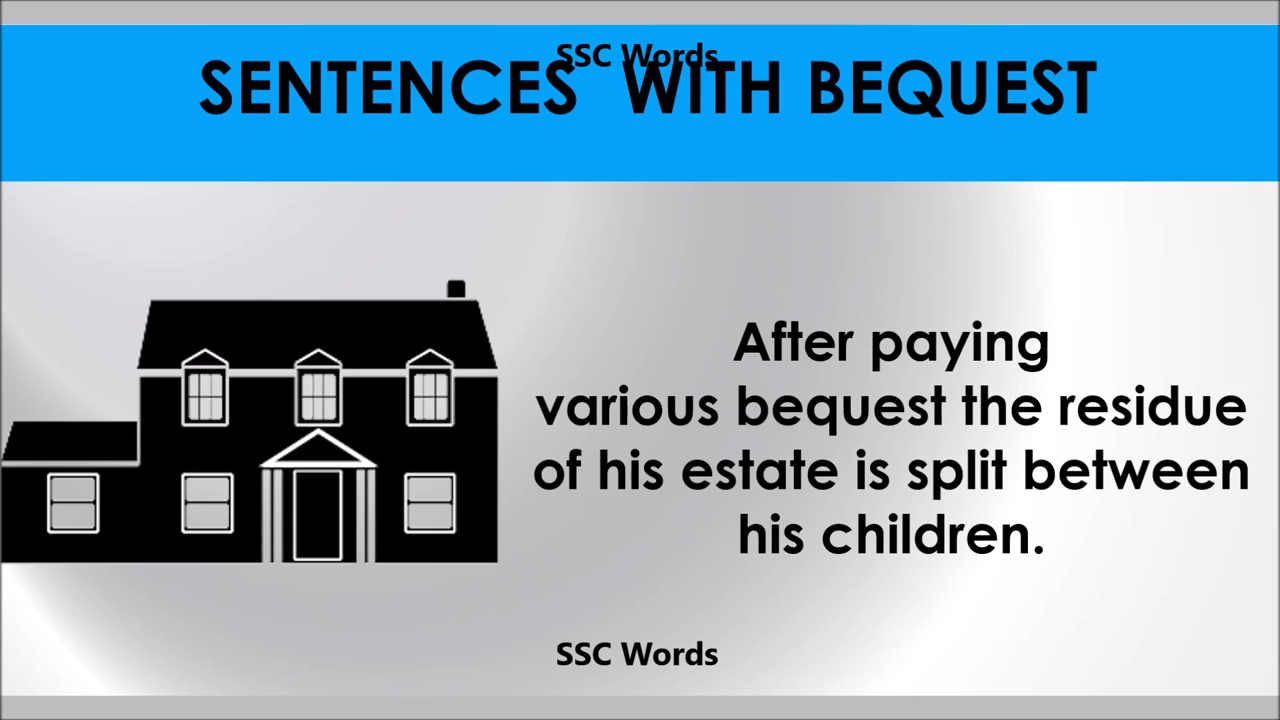 SSC Words
SENTENCES WITH BEQUEST
After paying
various bequest the residue
of his estate is split between
his children.
SSC Words